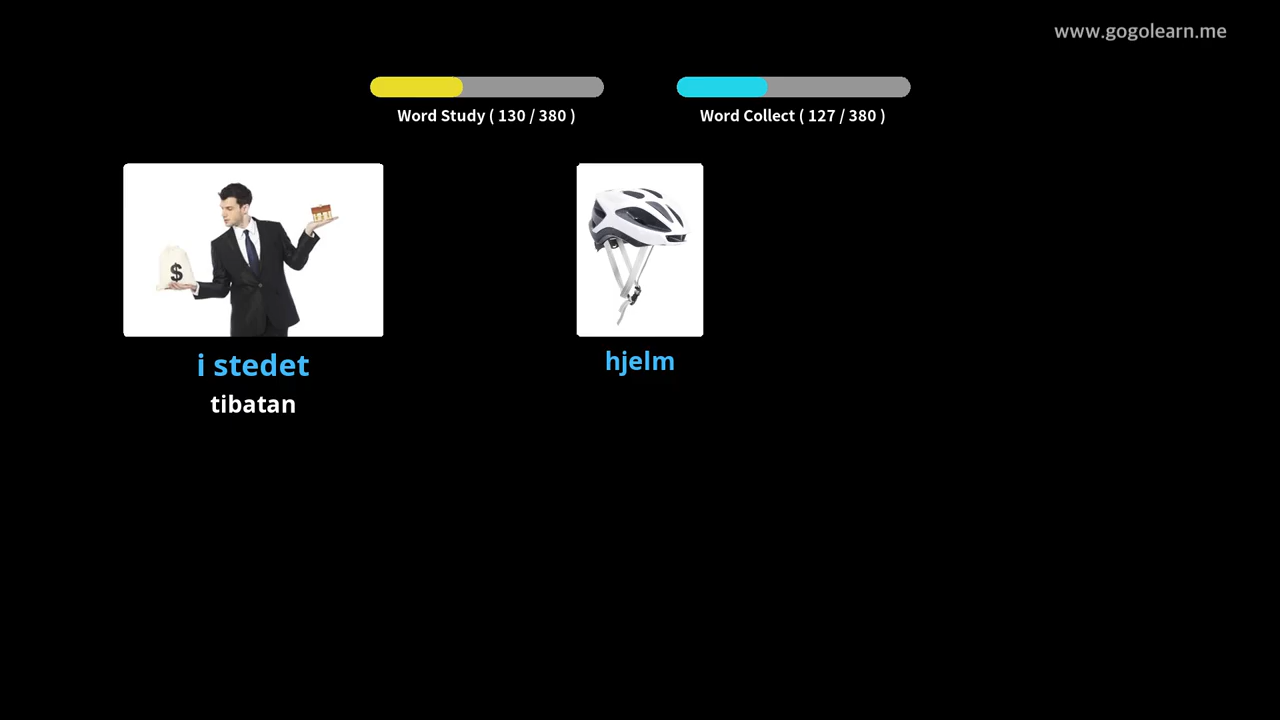 www.gogolearn.me
Word Study ( 130 / 380 )
Word Collect ( 127 / 380 )
$
i stedet
tibatan
hjelm